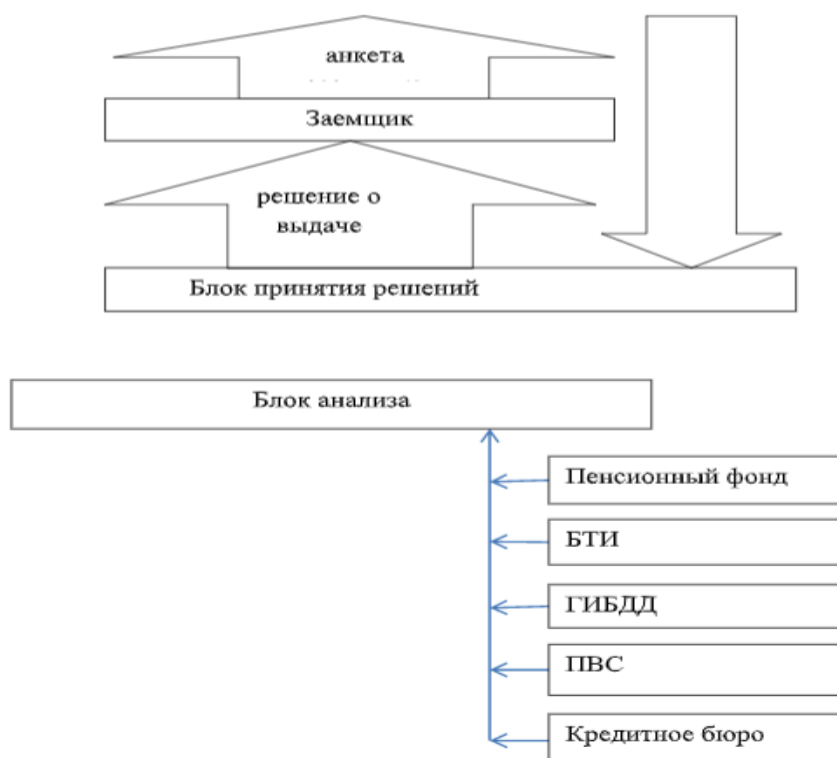 анкета
Заемщик
решение о
выдаче
Блок принятия решений
Блок анализа
Пенсионный фонд
БТИ
ГИБДД
ПВС
Кредитное бюро